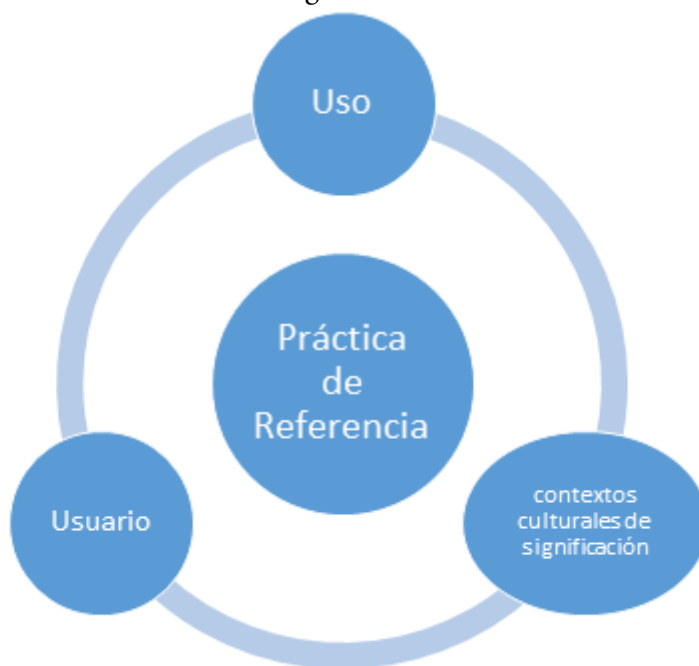 Uso
Práctica
de
Referencia
Usuario
contextos
culturales de
significación